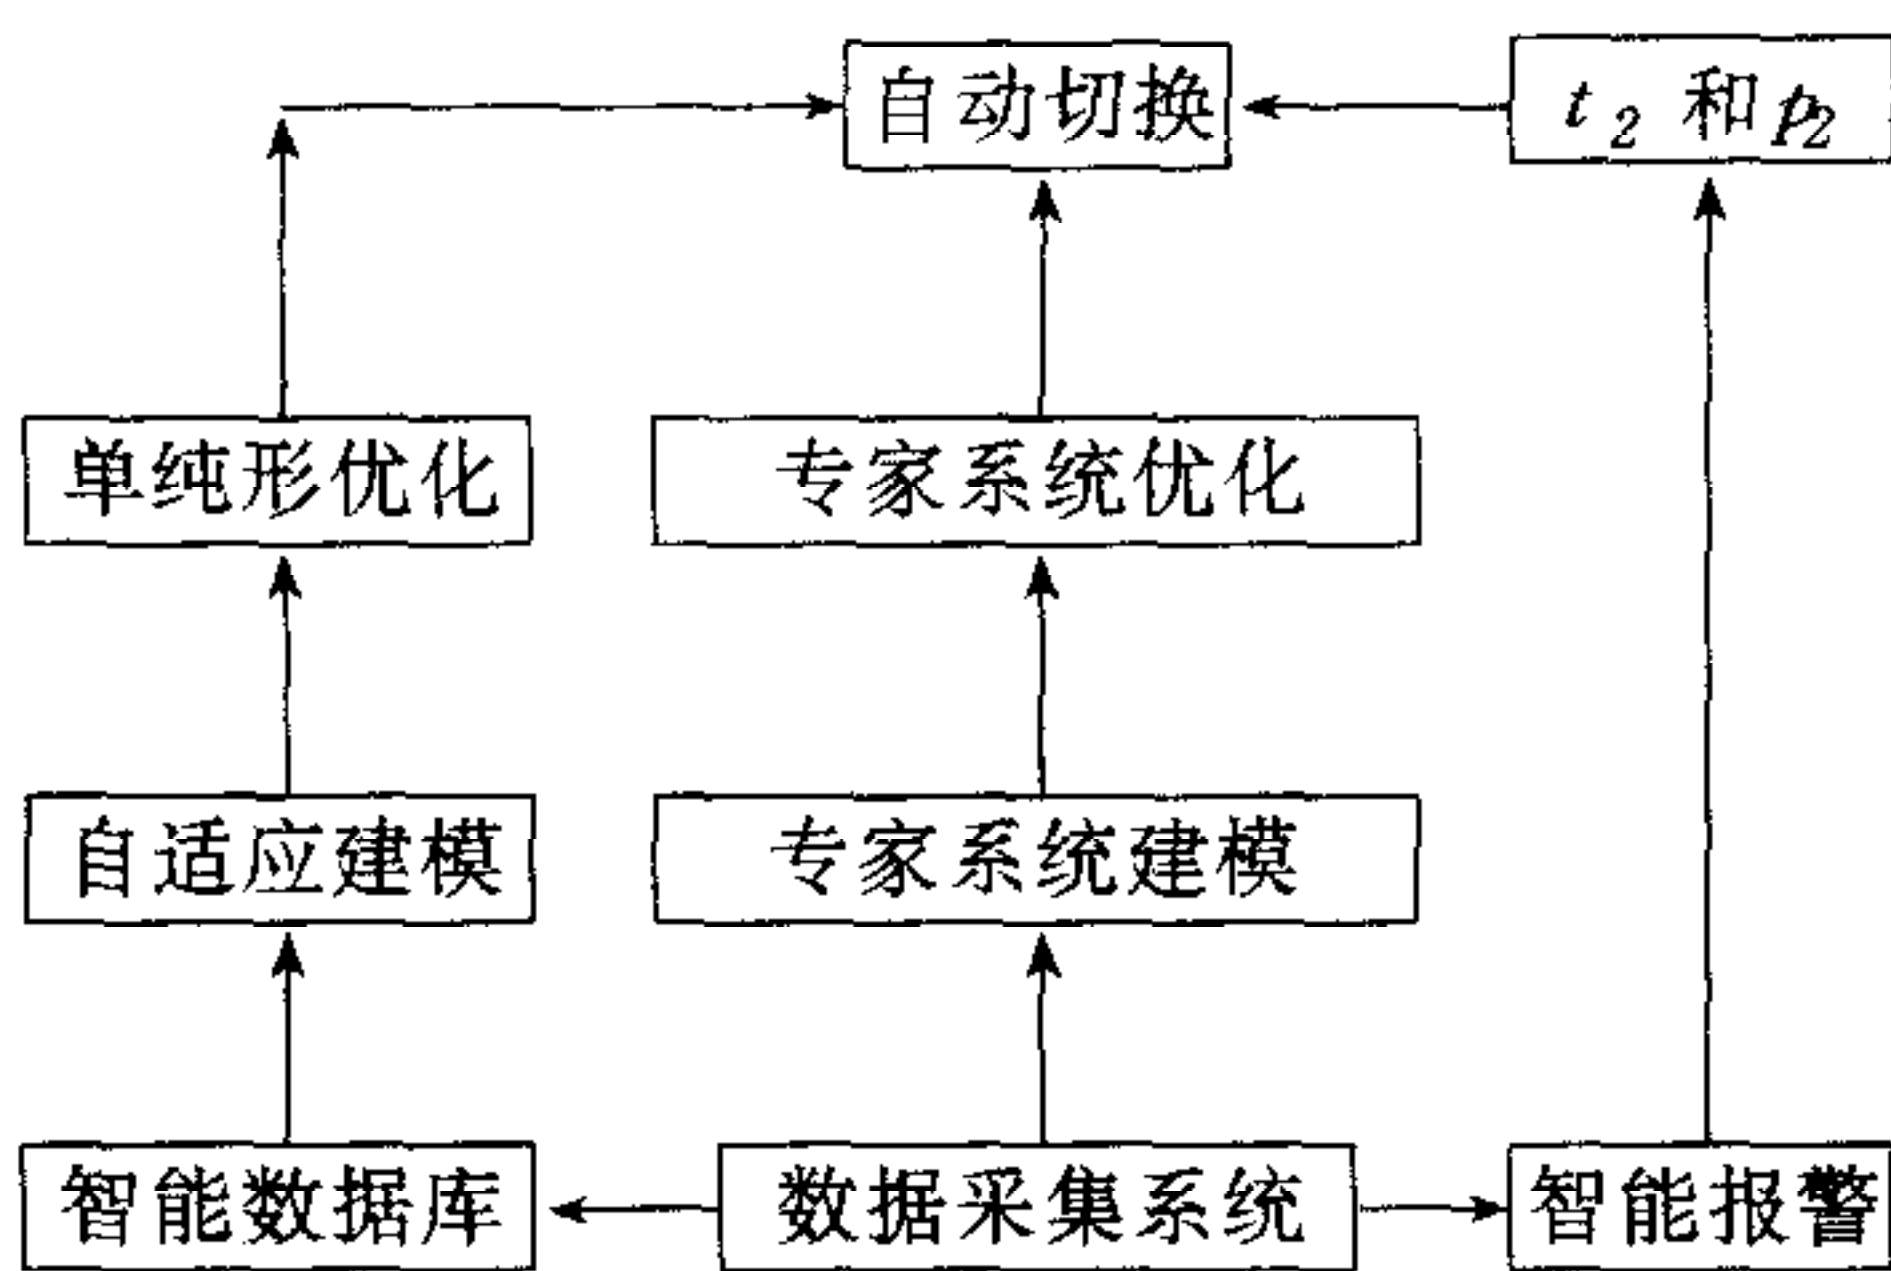 自动切换
t₂ 和 p₂
单纯形优化
专家系统优化
自适应建模
专家系统建模
智能数据库
数据采集系统
智能报警